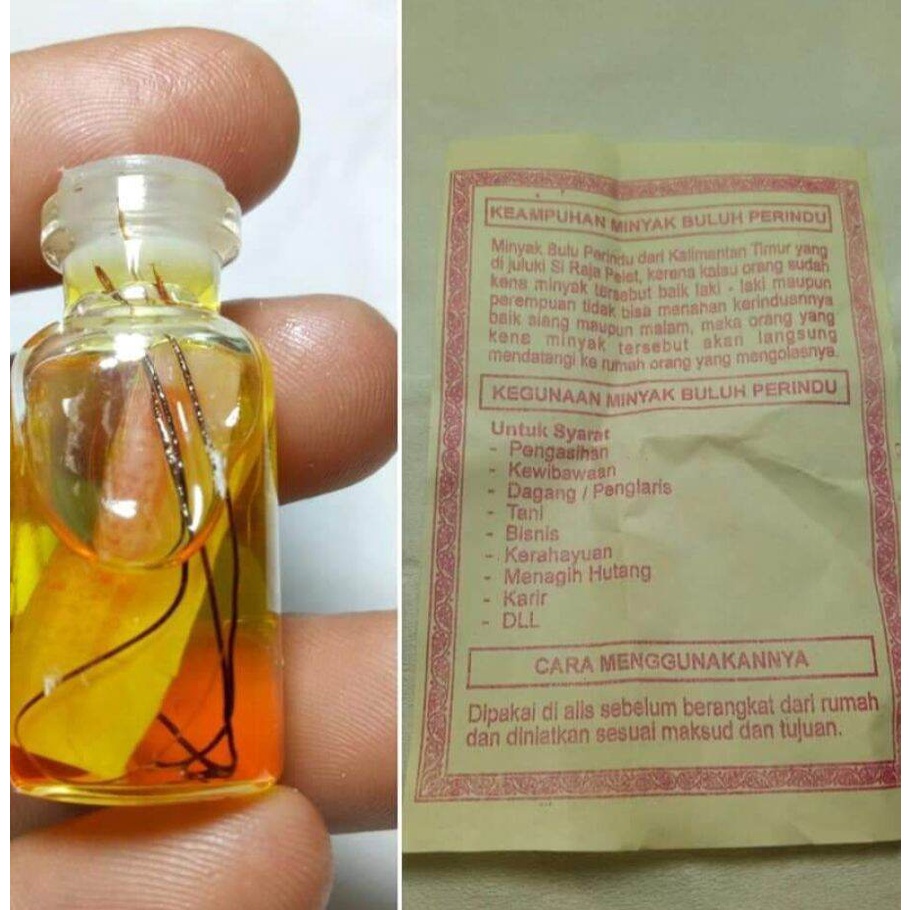 KEAMPUHAN MINYAK BULUH PERINDU
Minyak Bulu Perindu dari Kalimantan Timur yang
di juluki Si Raja Pelet, kerena kalau orang sudah
kena minyak tersebut baik laki - laki maupun
parempuan tidak bisa manahan kerinduannya
baik siang maupun malam, maka orang yang
kena minyak tersebut akan langsung
mendatangi ke rumah orang yang mengolasnya.
KEGUNAAN MINYAK BULUH PERINDU
Untuk Syarat
- Pengasihan
- Kewibawaan
- Dagang / Penglaris
- Tani
- Bisnis
- Kerahayuan
- Menagih Hutang
- Karir
- DLL
CARA MENGGUNAKANNYA
Dipakai di alis sebelum berangkat dari rumah
dan diniatkan sesuai maksud dan tujuan.